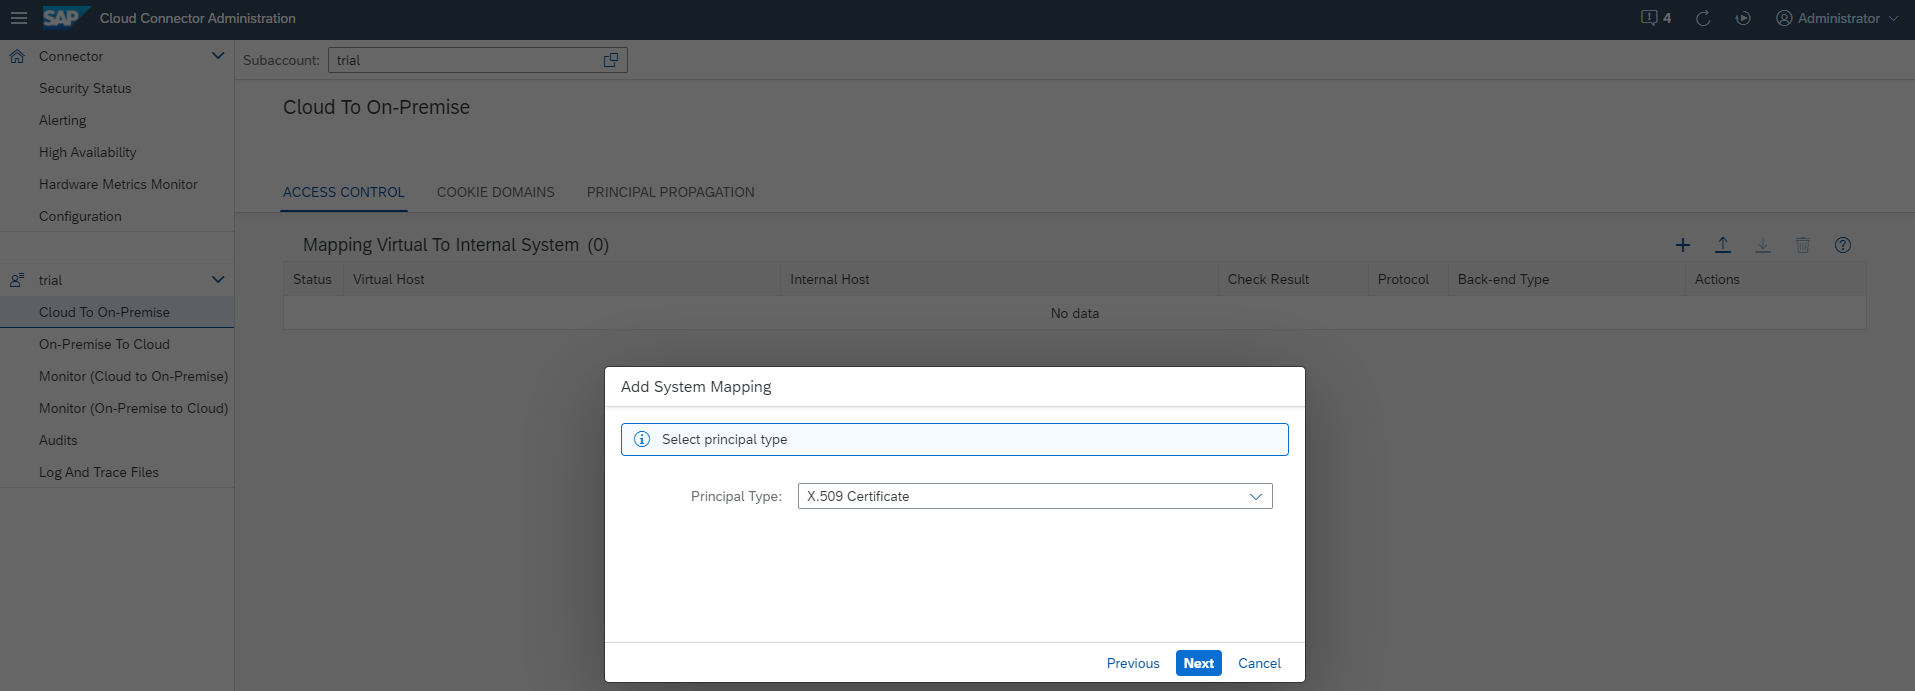 SAP Cloud Connector Administration
4
Administrator
Connector
Security Status
Alerting
High Availability
Hardware Metrics Monitor
Configuration
trial
Cloud To On-Premise
On-Premise To Cloud
Monitor (Cloud to On-Premise)
Monitor (On-Premise to Cloud)
Audits
Log And Trace Files
Subaccount: trial
Cloud To On-Premise
ACCESS CONTROL COOKIE DOMAINS PRINCIPAL PROPAGATION
Mapping Virtual To Internal System (0)
Status Virtual Host Internal Host Check Result Protocol Back-end Type Actions
No data
Add System Mapping
Select principal type
Principal Type: X.509 Certificate
Previous Next Cancel